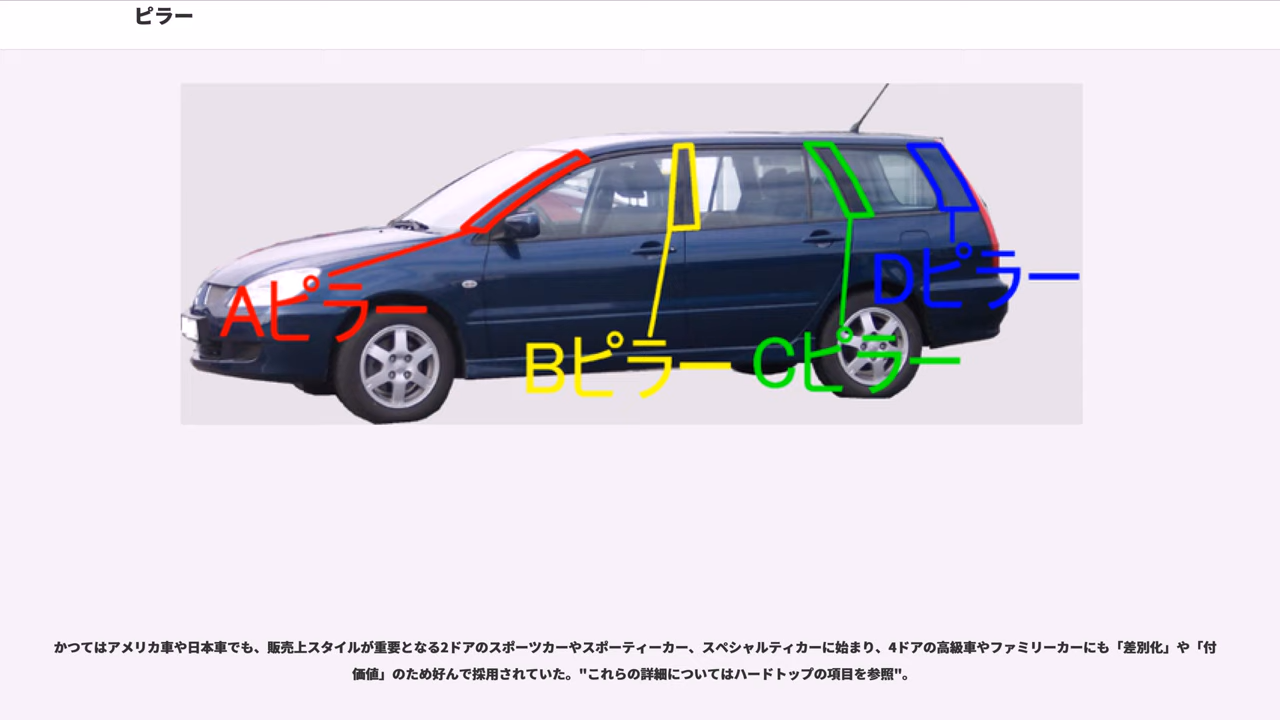 ピラー
Aピラー
Bピラー
Cピラー
Dピラー
かつてはアメリカ車や日本車でも、販売上スタイルが重要となる2ドアのスポーツカーやスポーティーカー、スペシャルティカーに始まり、4ドアの高級車やファミリーカーにも「差別化」や「付
価値」のため好んで採用されていた。"これらの詳細についてはハードトップの項目を参照"。